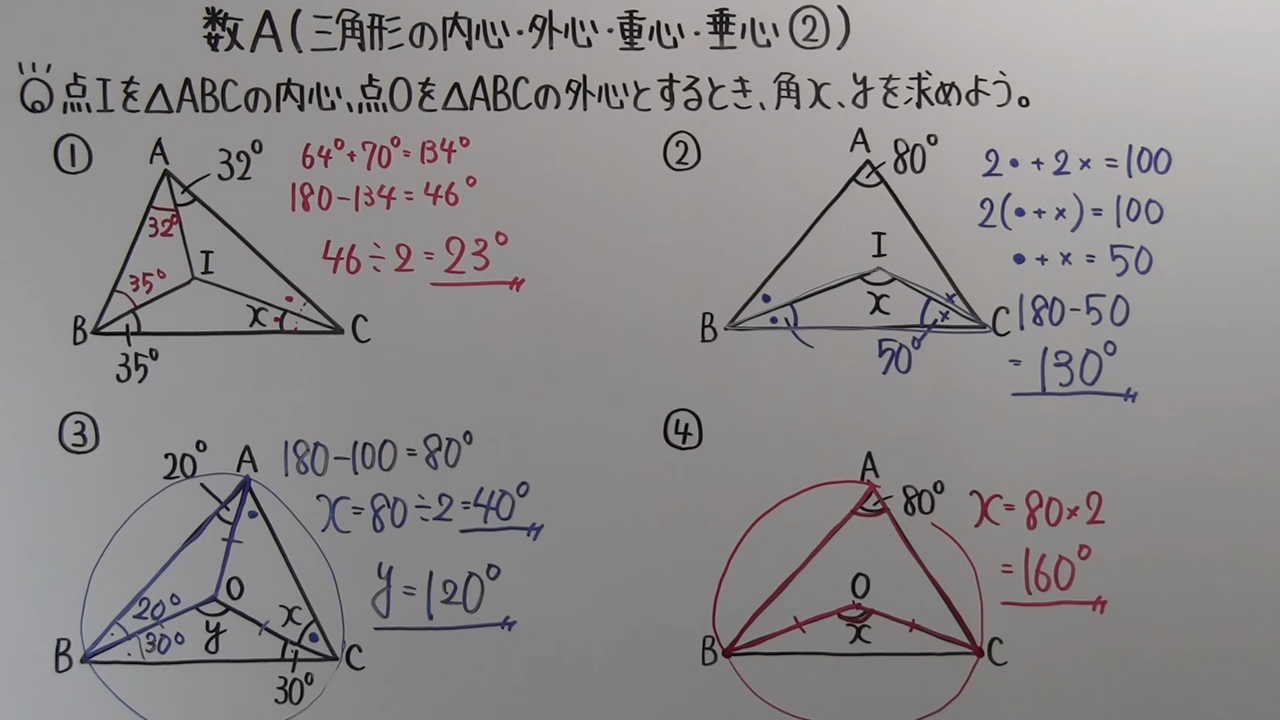 数A(三角形の内心・外心・重心・垂心②)
Q 点Iを△ABCの内心、点Oを△ABCの外心とするとき、角x、yを求めよう。
①
A
32°
32°
I
35°
B
x
C
35°
64°+70°=134°
180-134=46°
46÷2=23°
②
A
80°
I
x
B
C
50°
2•+2×=100
2(•+×)=100
•+×=50
180-50
=130°
③
20°
A
O
20°
30°
y
x
B
C
30°
180-100=80°
x=80÷2=40°
y=120°
④
A
80°
O
x
B
C
x=80×2
=160°